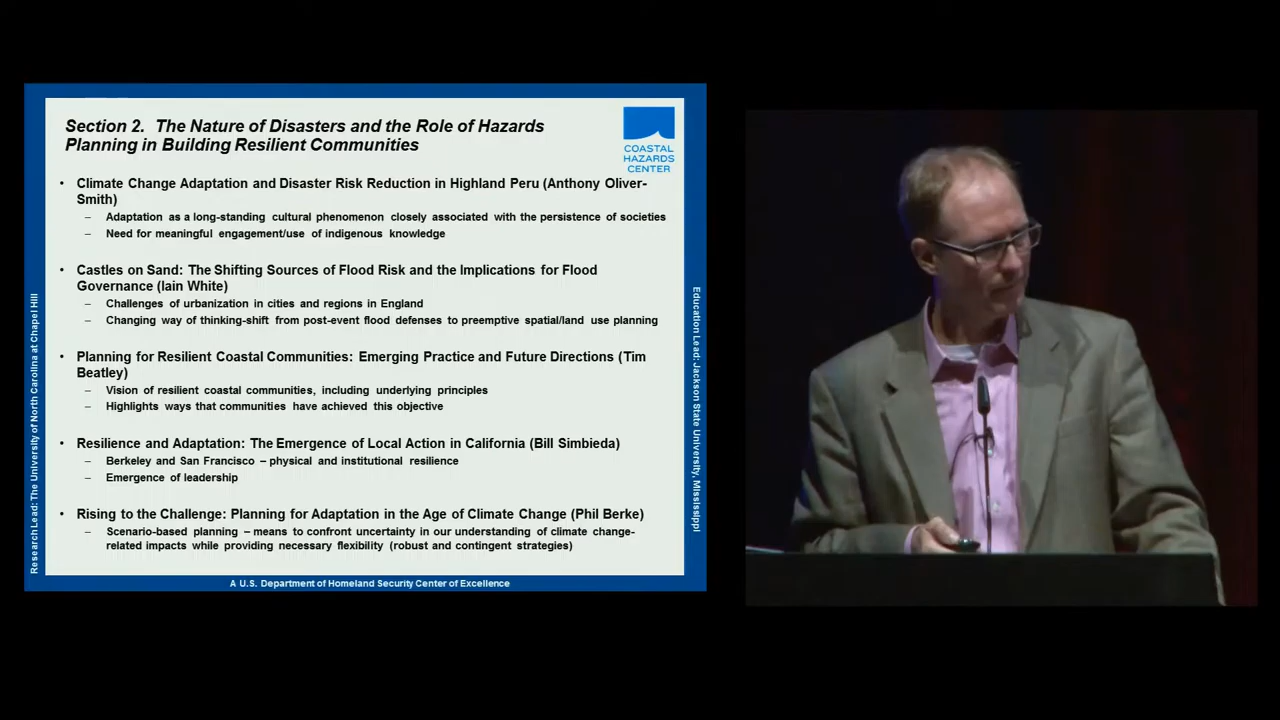 Section 2. The Nature of Disasters and the Role of Hazards
Planning in Building Resilient Communities
COASTAL
HAZARDS
CENTER
• Climate Change Adaptation and Disaster Risk Reduction in Highland Peru (Anthony Oliver-
Smith)
– Adaptation as a long-standing cultural phenomenon closely associated with the persistence of societies
– Need for meaningful engagement/use of indigenous knowledge
• Castles on Sand: The Shifting Sources of Flood Risk and the Implications for Flood
Governance (Iain White)
– Challenges of urbanization in cities and regions in England
– Changing way of thinking-shift from post-event flood defenses to preemptive spatial/land use planning
• Planning for Resilient Coastal Communities: Emerging Practice and Future Directions (Tim
Beatley)
– Vision of resilient coastal communities, including underlying principles
– Highlights ways that communities have achieved this objective
• Resilience and Adaptation: The Emergence of Local Action in California (Bill Simbieda)
– Berkeley and San Francisco – physical and institutional resilience
– Emergence of leadership
• Rising to the Challenge: Planning for Adaptation in the Age of Climate Change (Phil Berke)
– Scenario-based planning – means to confront uncertainty in our understanding of climate change-
related impacts while providing necessary flexibility (robust and contingent strategies)
Research Lead: The University of North Carolina at Chapel Hill
Education Lead: Jackson State University, Mississippi
A U.S. Department of Homeland Security Center of Excellence